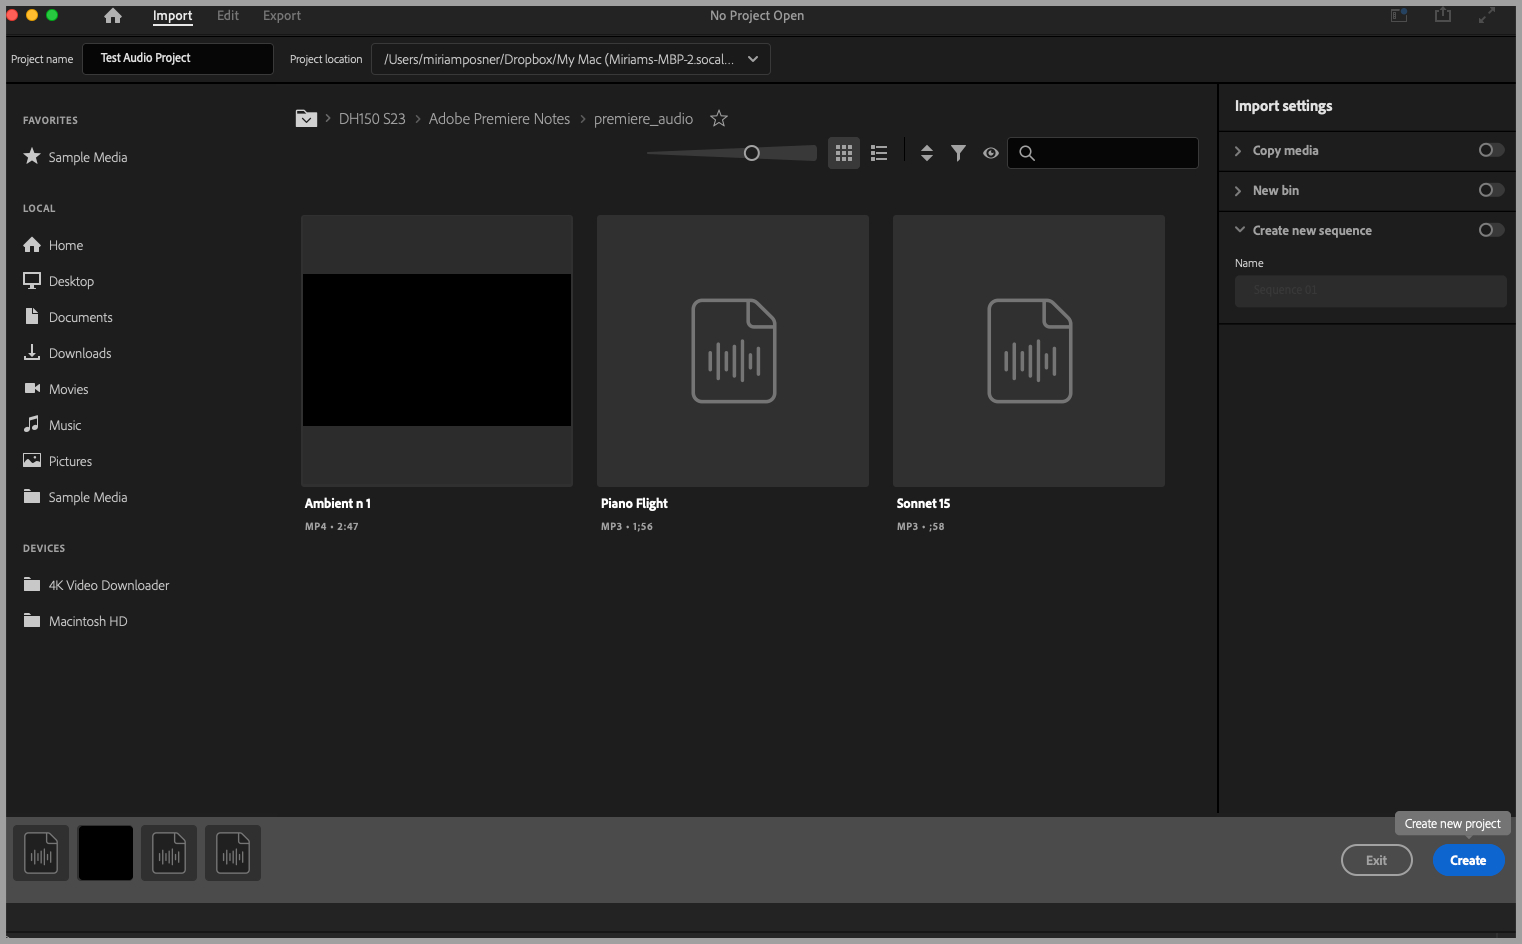 Import Edit Export No Project Open
Project name Test Audio Project Project location /Users/miriamposner/Dropbox/My Mac (Miriams-MBP-2.socal...
FAVORITES
Sample Media
LOCAL
Home
Desktop
Documents
Downloads
Movies
Music
Pictures
Sample Media
DEVICES
4K Video Downloader
Macintosh HD
DH150 S23 > Adobe Premiere Notes > premiere_audio
Ambient n 1
MP4 • 2:47
Piano Flight
MP3 • 1;56
Sonnet 15
MP3 • ;58
Import settings
Copy media
New bin
Create new sequence
Name
Sequence 01
Create new project
Exit Create